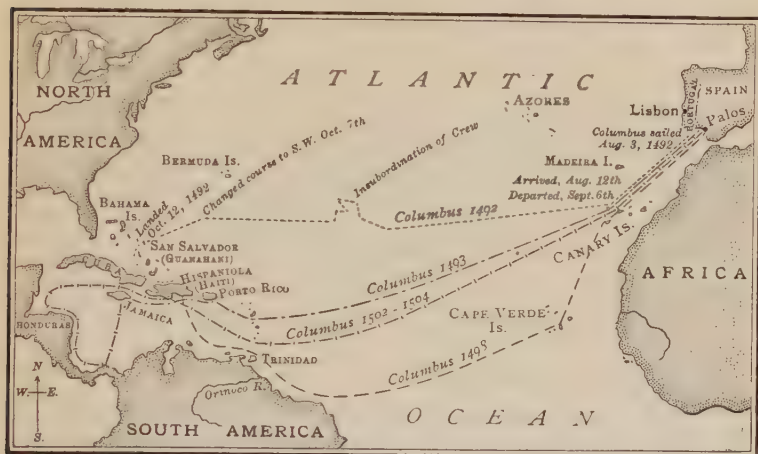 NORTH
AMERICA
ATLANTIC
AZORES
Lisbon
PORTUGAL
SPAIN
Palos
Columbus sailed
Aug. 3, 1492
BERMUDA IS.
Changed course to S.W. Oct. 7th
Insubordination of Crew
MADEIRA I.
Arrived, Aug. 12th
Departed, Sept. 6th
BAHAMA
IS.
Landed
Oct. 12, 1492
Columbus 1492
CANARY IS.
SAN SALVADOR
(GUANAHANI)
CUBA
HISPANIOLA
(HAITI)
PORTO RICO
Columbus 1493
AFRICA
JAMAICA
Columbus 1502-1504
HONDURAS
CAPE VERDE
IS.
TRINIDAD
Columbus 1498
N
W. E.
S.
Orinoco R.
SOUTH AMERICA
OCEAN